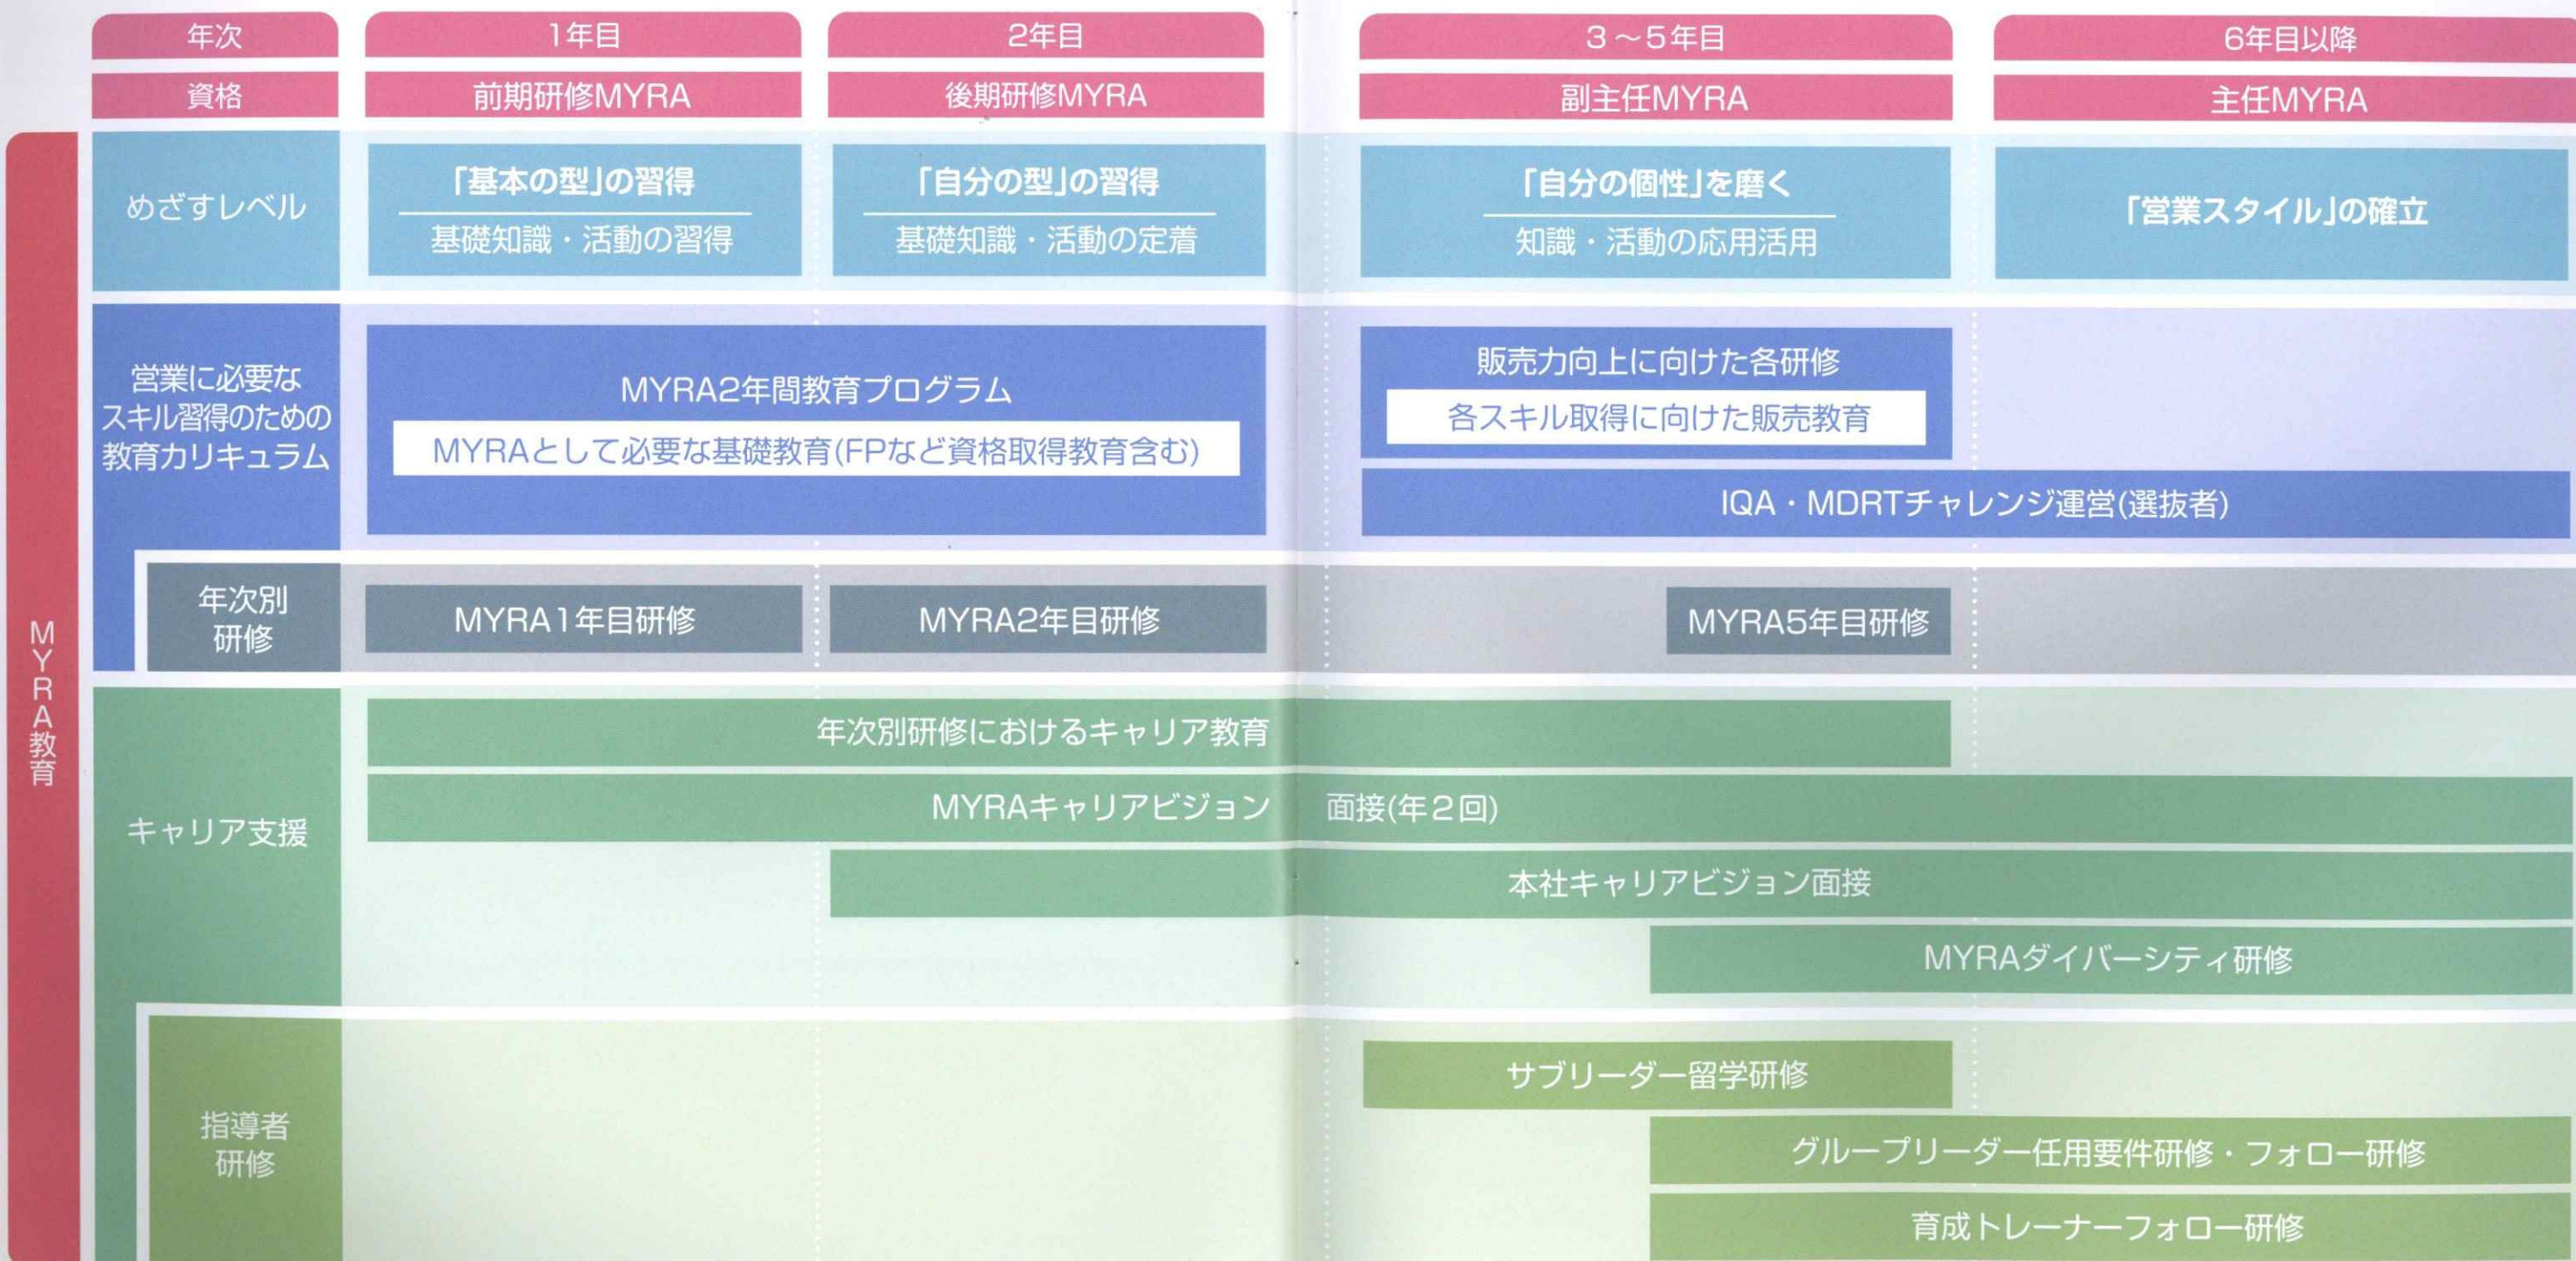 年次
1年目
2年目
3～5年目
6年目以降
資格
前期研修MYRA
後期研修MYRA
副主任MYRA
主任MYRA
MYRA教育
めざすレベル
「基本の型」の習得
基礎知識・活動の習得
「自分の型」の習得
基礎知識・活動の定着
「自分の個性」を磨く
知識・活動の応用活用
「営業スタイル」の確立
営業に必要な
スキル習得のための
教育カリキュラム
MYRA2年間教育プログラム
MYRAとして必要な基礎教育(FPなど資格取得教育含む)
販売力向上に向けた各研修
各スキル取得に向けた販売教育
IQA・MDRTチャレンジ運営(選抜者)
年次別
研修
MYRA1年目研修
MYRA2年目研修
MYRA5年目研修
キャリア支援
年次別研修におけるキャリア教育
MYRAキャリアビジョン 面接(年2回)
本社キャリアビジョン面接
MYRAダイバーシティ研修
指導者
研修
サブリーダー留学研修
グループリーダー任用要件研修・フォロー研修
育成トレーナーフォロー研修